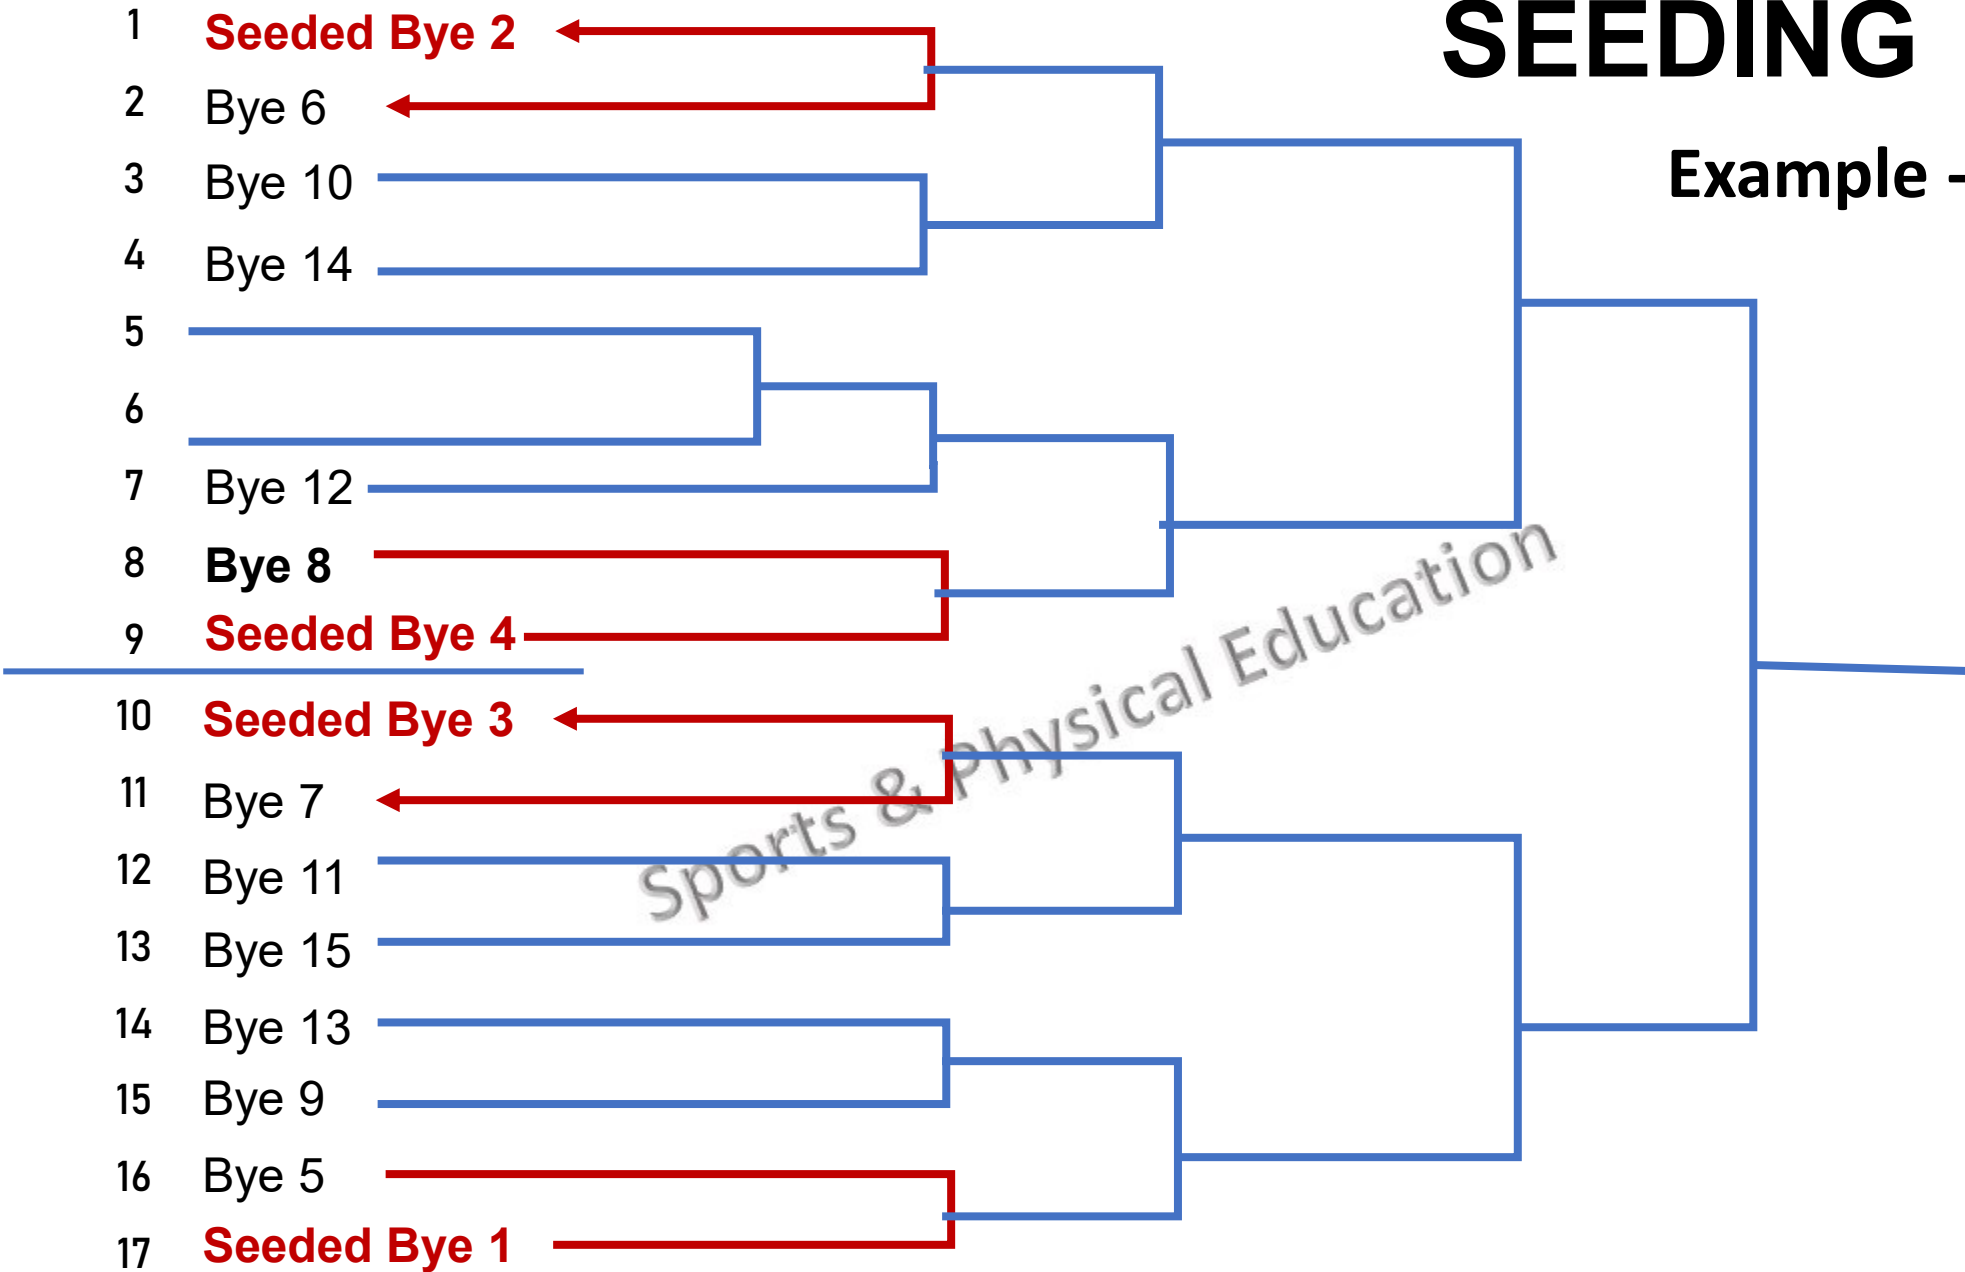 SEEDING
Example -
1 Seeded Bye 2
2 Bye 6
3 Bye 10
4 Bye 14
5
6
7 Bye 12
8 Bye 8
9 Seeded Bye 4
10 Seeded Bye 3
11 Bye 7
12 Bye 11
13 Bye 15
14 Bye 13
15 Bye 9
16 Bye 5
17 Seeded Bye 1
Sports & Physical Education